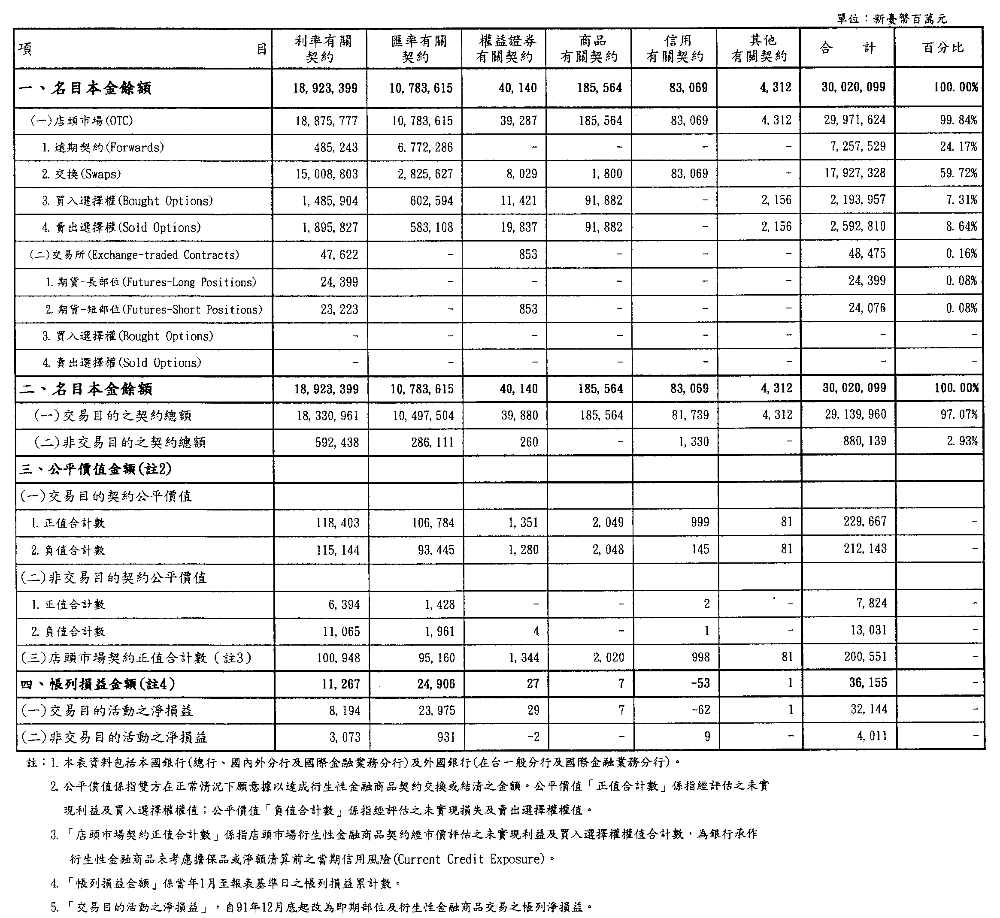 單位：新臺幣百萬元
項 目 利率有關契約 匯率有關契約 權益證券有關契約 商品有關契約 信用有關契約 其他有關契約 合 計 百分比
一、名目本金餘額 18,923,399 10,783,615 40,140 185,564 83,069 4,312 30,020,099 100.00%
(一)店頭市場(OTC) 18,875,777 10,783,615 39,287 185,564 83,069 4,312 29,971,624 99.84%
1.遠期契約(Forwards) 485,243 6,772,286 - - - - 7,257,529 24.17%
2.交換(Swaps) 15,008,803 2,825,627 8,029 1,800 83,069 - 17,927,328 59.72%
3.買入選擇權(Bought Options) 1,485,904 602,594 11,421 91,882 - 2,156 2,193,957 7.31%
4.賣出選擇權(Sold Options) 1,895,827 583,108 19,837 91,882 - 2,156 2,592,810 8.64%
(二)交易所(Exchange-traded Contracts) 47,622 - 853 - - - 48,475 0.16%
1.期貨-長部位(Futures-Long Positions) 24,399 - - - - - 24,399 0.08%
2.期貨-短部位(Futures-Short Positions) 23,223 - 853 - - - 24,076 0.08%
3.買入選擇權(Bought Options) - - - - - - - -
4.賣出選擇權(Sold Options) - - - - - - - -
二、名目本金餘額 18,923,399 10,783,615 40,140 185,564 83,069 4,312 30,020,099 100.00%
(一)交易目的之契約總額 18,330,961 10,497,504 39,880 185,564 81,739 4,312 29,139,960 97.07%
(二)非交易目的之契約總額 592,438 286,111 260 - 1,330 - 880,139 2.93%
三、公平價值金額(註2)
(一)交易目的契約公平價值
1.正值合計數 118,403 106,784 1,351 2,049 999 81 229,667 -
2.負值合計數 115,144 93,445 1,280 2,048 145 81 212,143 -
(二)非交易目的契約公平價值
1.正值合計數 6,394 1,428 - - 2 - 7,824 -
2.負值合計數 11,065 1,961 4 - 1 - 13,031 -
(三)店頭市場契約正值合計數（註3） 100,948 95,160 1,344 2,020 998 81 200,551 -
四、帳列損益金額(註4) 11,267 24,906 27 7 -53 1 36,155 -
(一)交易目的活動之淨損益 8,194 23,975 29 7 -62 1 32,144 -
(二)非交易目的活動之淨損益 3,073 931 -2 - 9 - 4,011 -
註：1.本表資料包括本國銀行(總行、國內外分行及國際金融業務分行)及外國銀行(在台一般分行及國際金融業務分行)。
2.公平價值係指雙方在正常情況下願意據以達成衍生性金融商品契約交換或結清之金額。公平價值「正值合計數」係指經評估之未實
現利益及買入選擇權權值；公平價值「負值合計數」係指經評估之未實現損失及賣出選擇權權值。
3.「店頭市場契約正值合計數」係指店頭市場衍生性金融商品契約經市價評估之未實現利益及買入選擇權權值合計數，為銀行承作
衍生性金融商品未考慮擔保品或淨額清算前之當期信用風險(Current Credit Exposure)。
4.「帳列損益金額」係當年1月至報表基準日之帳列損益累計數。
5.「交易目的活動之淨損益」，自91年12月底起改為即期部位及衍生性金融商品交易之帳列淨損益。